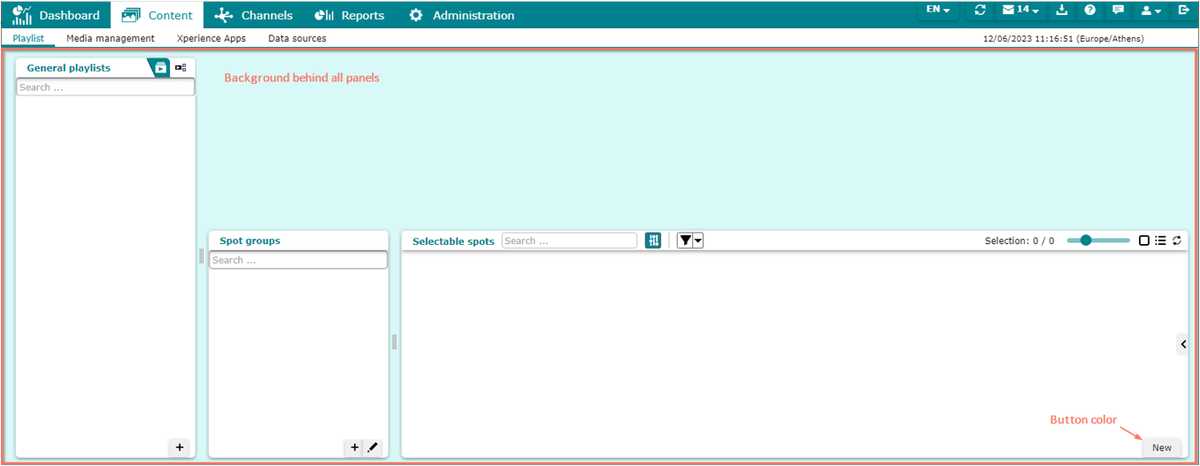 Dashboard Content Channels Reports Administration EN 14
Playlist Media management Xperience Apps Data sources 12/06/2023 11:16:51 (Europe/Athens)
General playlists
Search ...
Background behind all panels
Spot groups
Search ...
Selectable spots Search ... Selection: 0 / 0
Button color
New